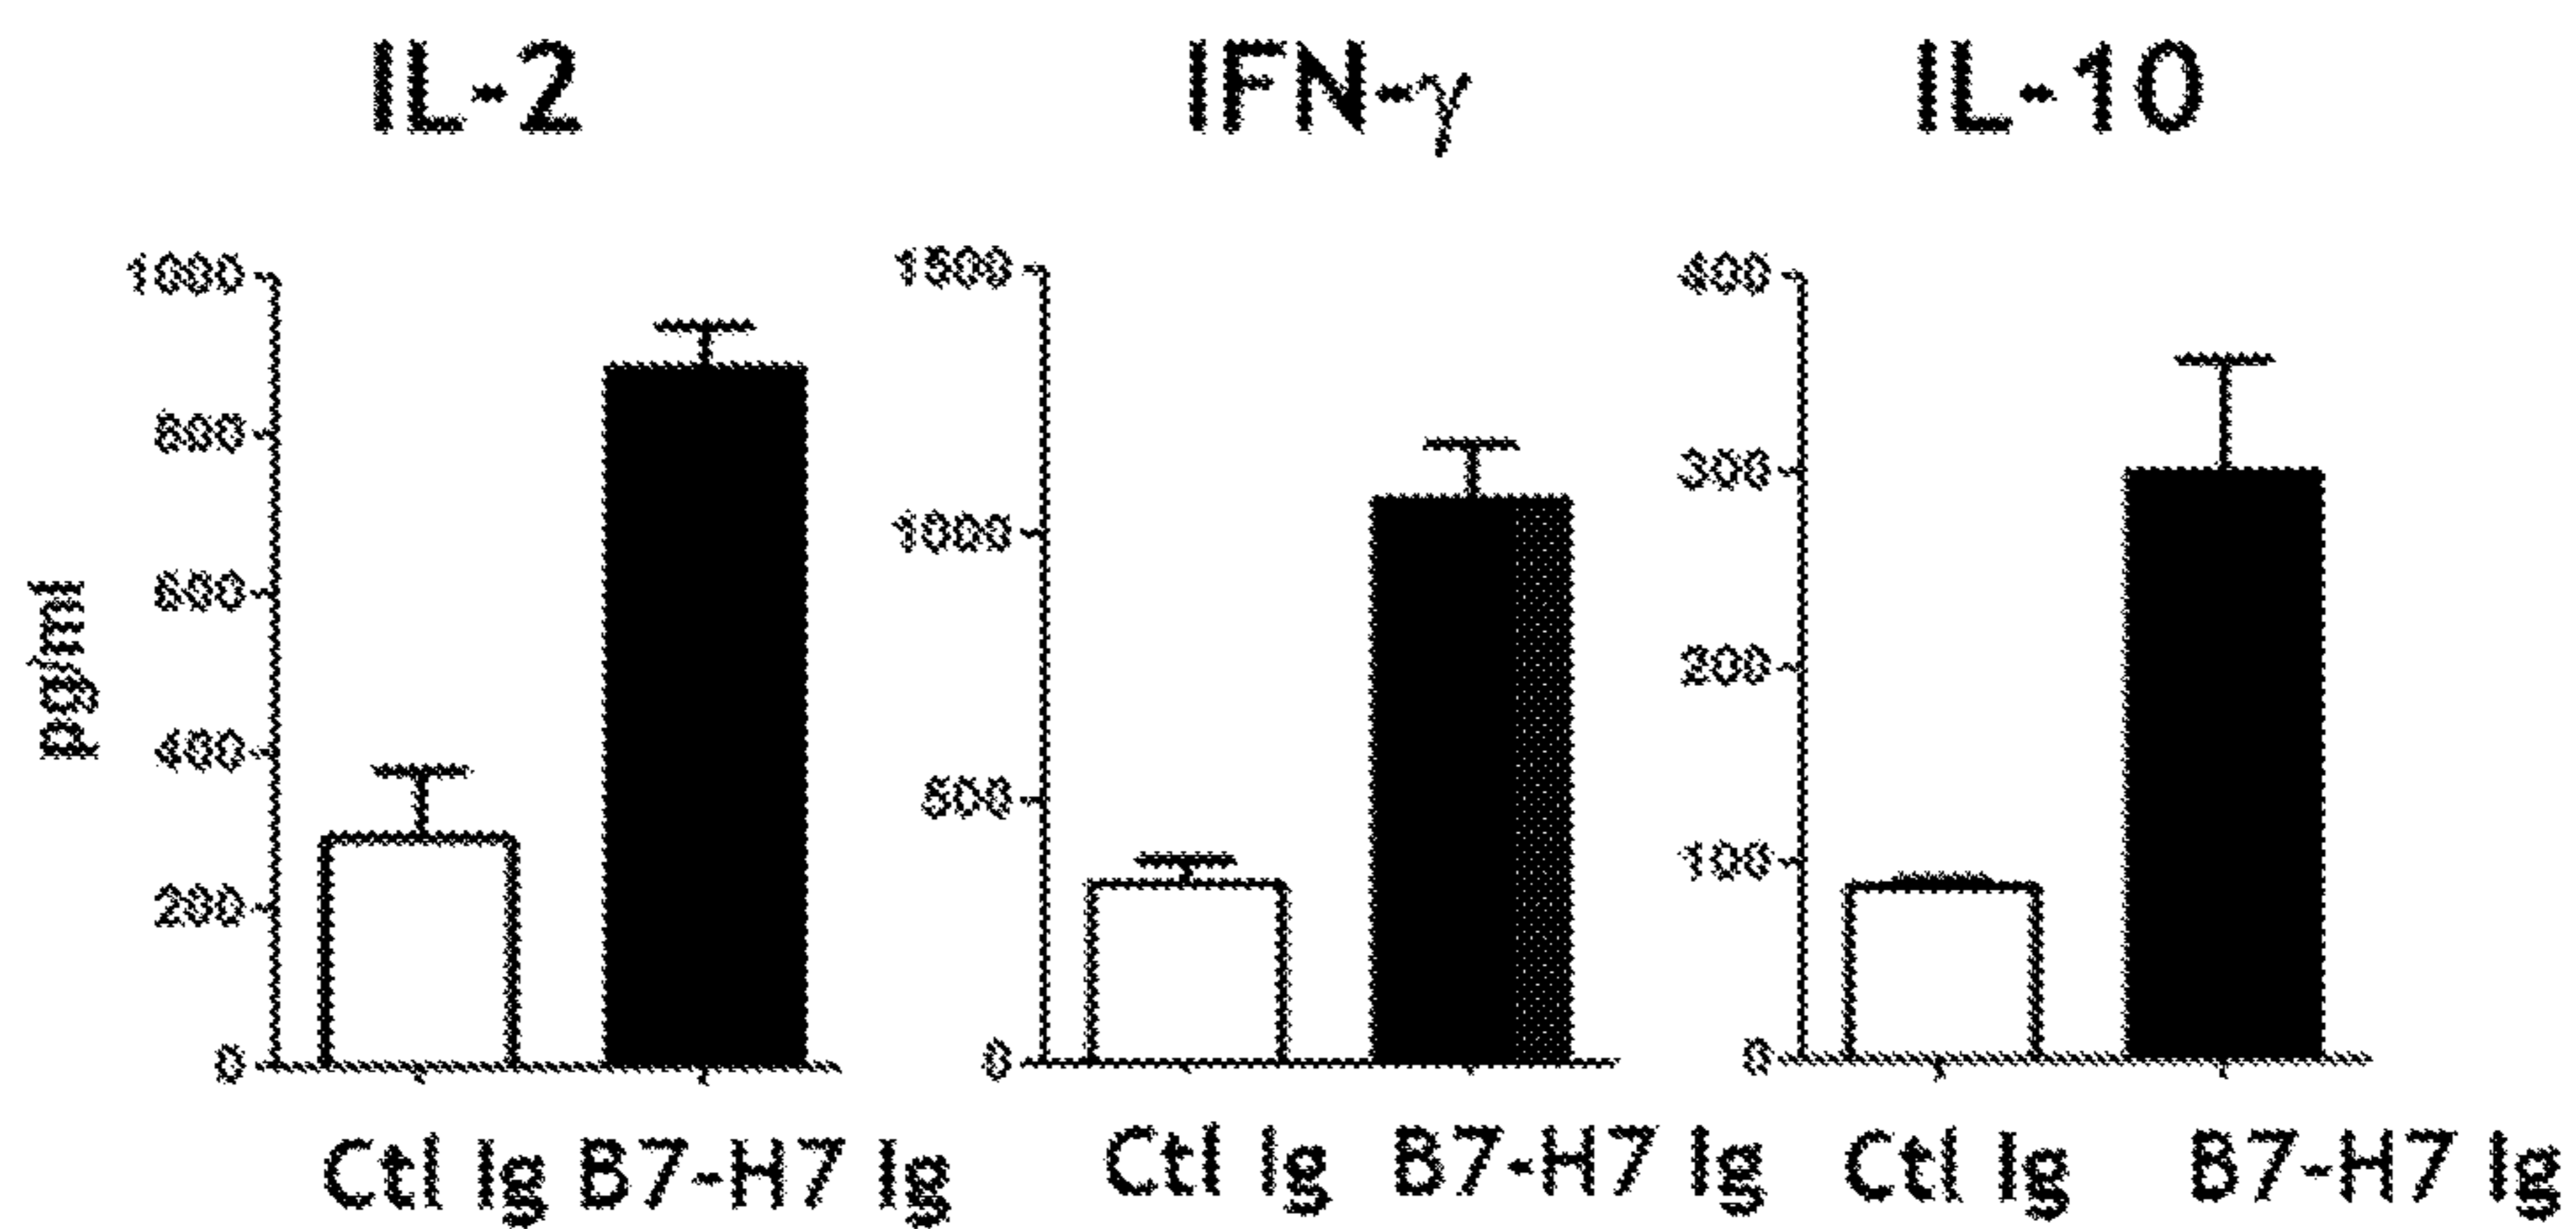 IL-2 IFN-γ IL-10
1000 1500 400
800 1000 300
600 500 200
400 0 100
200 0
0
pg/ml
Ctl Ig B7-H7 Ig Ctl Ig B7-H7 Ig Ctl Ig B7-H7 Ig